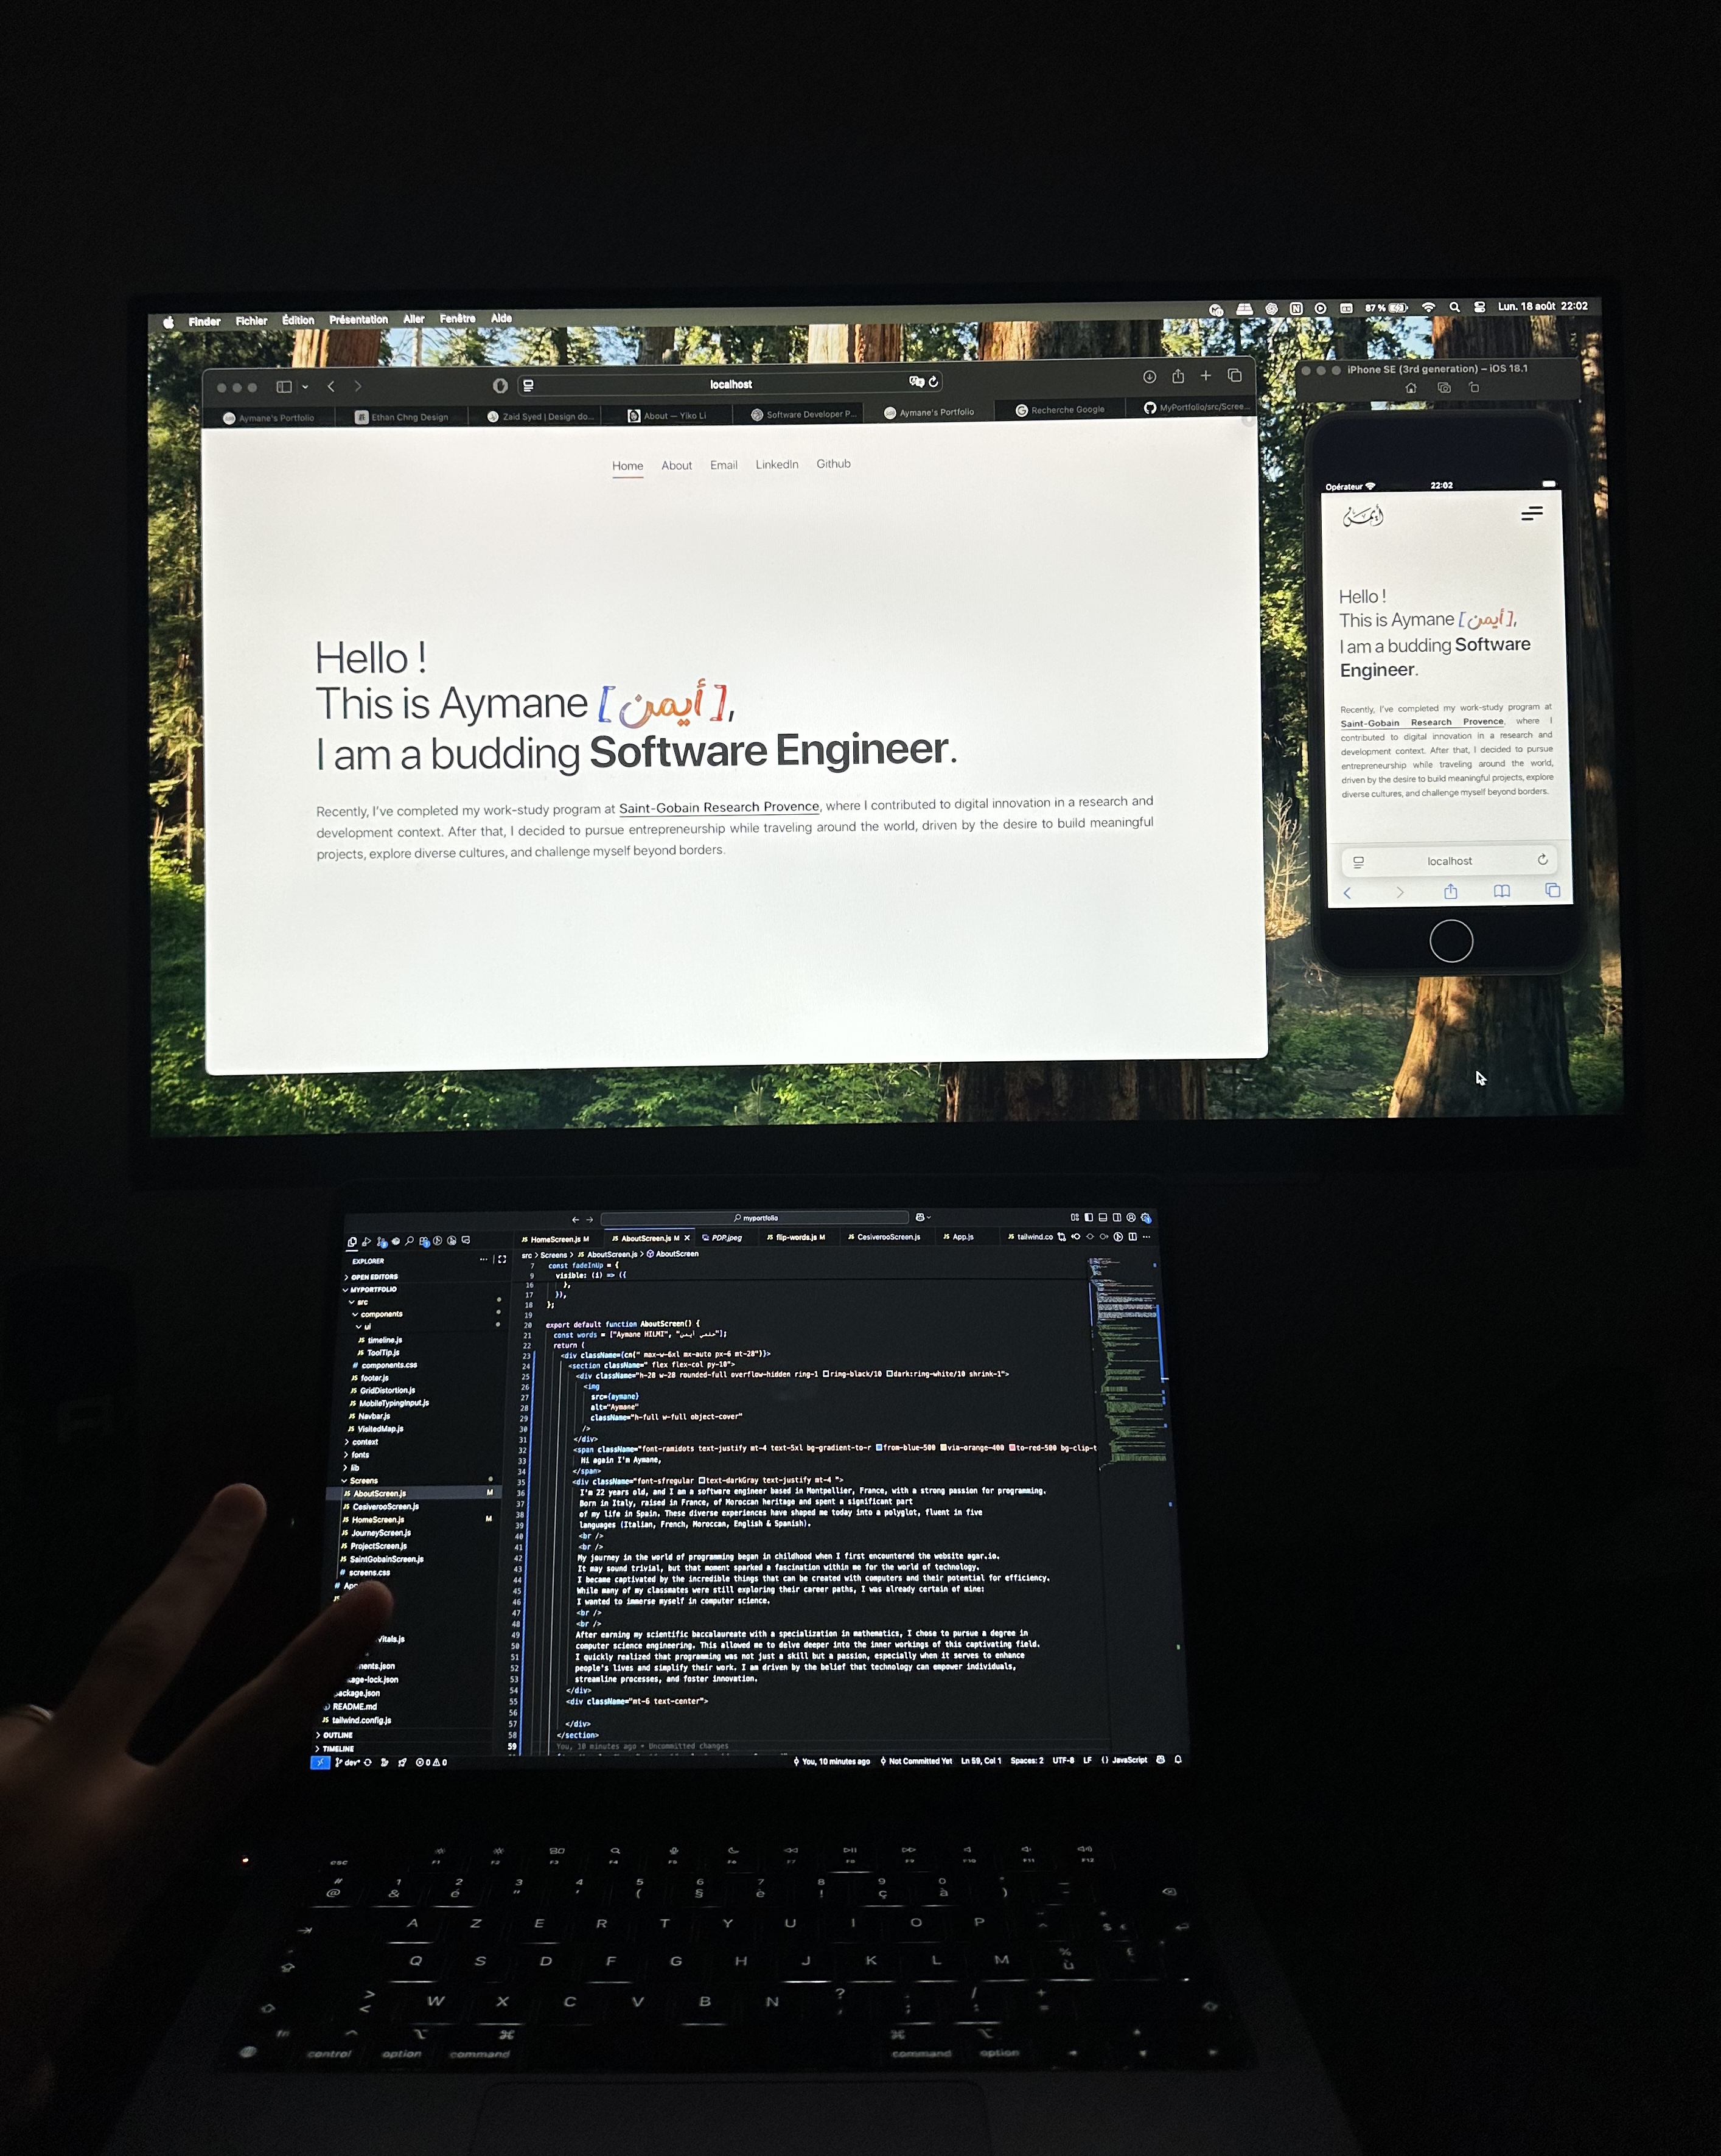 Finder Fichier Édition Présentation Aller Fenêtre Aide
87 % Lun. 18 août 22:02
localhost
Aymane's Portfolio
Ethan Chng Design
Zaid Syed | Design do...
About — Yiko Li
Software Developer P...
Aymane's Portfolio
Recherche Google
MyPortfolio/src/Scree...
Home About Email LinkedIn Github
Hello !
This is Aymane [أيمن],
I am a budding Software Engineer.
Recently, I've completed my work-study program at Saint-Gobain Research Provence, where I contributed to digital innovation in a research and
development context. After that, I decided to pursue entrepreneurship while traveling around the world, driven by the desire to build meaningful
projects, explore diverse cultures, and challenge myself beyond borders.
iPhone SE (3rd generation) – iOS 18.1
Opérateur 22:02
أيمن
Hello !
This is Aymane [أيمن],
I am a budding Software
Engineer.
Recently, I've completed my work-study program at
Saint-Gobain Research Provence, where I
contributed to digital innovation in a research and
development context. After that, I decided to pursue
entrepreneurship while traveling around the world,
driven by the desire to build meaningful projects, explore
diverse cultures, and challenge myself beyond borders.
localhost
myportfolio
HomeScreen.js M
AboutScreen.js M
PDP.jpeg
flip-words.js M
CesiverooScreen.js
App.js
tailwind.co
EXPLORER
OPEN EDITORS
MYPORTFOLIO
src
components
ui
timeline.js
ToolTip.js
components.css
footer.js
GridDistortion.js
MobileTypingInput.js
Navbar.js
VisitedMap.js
context
fonts
lib
Screens
AboutScreen.js M
CesiverooScreen.js
HomeScreen.js M
JourneyScreen.js
ProjectScreen.js
SaintGobainScreen.js
screens.css
README.md
tailwind.config.js
OUTLINE
TIMELINE
src > Screens > JS AboutScreen.js > AboutScreen
7 const fadeInUp = {
9 visible: (i) => ({
16 },
17 }),
18 };
19
20 export default function AboutScreen() {
21 const words = ["Aymane HILMI", "حلمي أيمن"];
22 return (
23 <div className={cn(" max-w-6xl mx-auto px-6 mt-28")}>
24 <section className=" flex flex-col py-10">
25 <div className="h-28 w-28 rounded-full overflow-hidden ring-1 ring-black/10 dark:ring-white/10 shrink-1">
26 <img
27 src={aymane}
28 alt="Aymane"
29 className="h-full w-full object-cover"
30 />
31 </div>
32 <span className="font-ramidots text-justify mt-4 text-5xl bg-gradient-to-r from-blue-500 via-orange-400 to-red-500 bg-clip-t
33 Hi again I'm Aymane,
34 </span>
35 <div className="font-sfregular text-darkGray text-justify mt-4 ">
36 I'm 22 years old, and I am a software engineer based in Montpellier, France, with a strong passion for programming.
37 Born in Italy, raised in France, of Moroccan heritage and spent a significant part
38 of my life in Spain. These diverse experiences have shaped me today into a polyglot, fluent in five
39 languages (Italian, French, Moroccan, English & Spanish).
40 <br />
41 <br />
42 My journey in the world of programming began in childhood when I first encountered the website agar.io.
43 It may sound trivial, but that moment sparked a fascination within me for the world of technology.
44 I became captivated by the incredible things that can be created with computers and their potential for efficiency.
45 While many of my classmates were still exploring their career paths, I was already certain of mine:
46 I wanted to immerse myself in computer science.
47 <br />
48 <br />
49 After earning my scientific baccalaureate with a specialization in mathematics, I chose to pursue a degree in
50 computer science engineering. This allowed me to delve deeper into the inner workings of this captivating field.
51 I quickly realized that programming was not just a skill but a passion, especially when it serves to enhance
52 people's lives and simplify their work. I am driven by the belief that technology can empower individuals,
53 streamline processes, and foster innovation.
54 </div>
55 <div className="mt-6 text-center">
56
57 </div>
58 </section>
59 You, 10 minutes ago • Uncommitted changes
dev* 0 0 You, 10 minutes ago Not Committed Yet Ln 59, Col 1 Spaces: 2 UTF-8 LF {} JavaScript
esc F1 F2 F3 F4 F5 F6 F7 F8 F9 F10 F11 F12
# 1 2 3 4 5 6 7 8 9 0
@ & é " ' ( § è ! ç à ) -
A Z E R T Y U I O P
Q S D F G H J K L M % ù £
> < W X C V B N ? , ; / : + =
fn
control option command command option